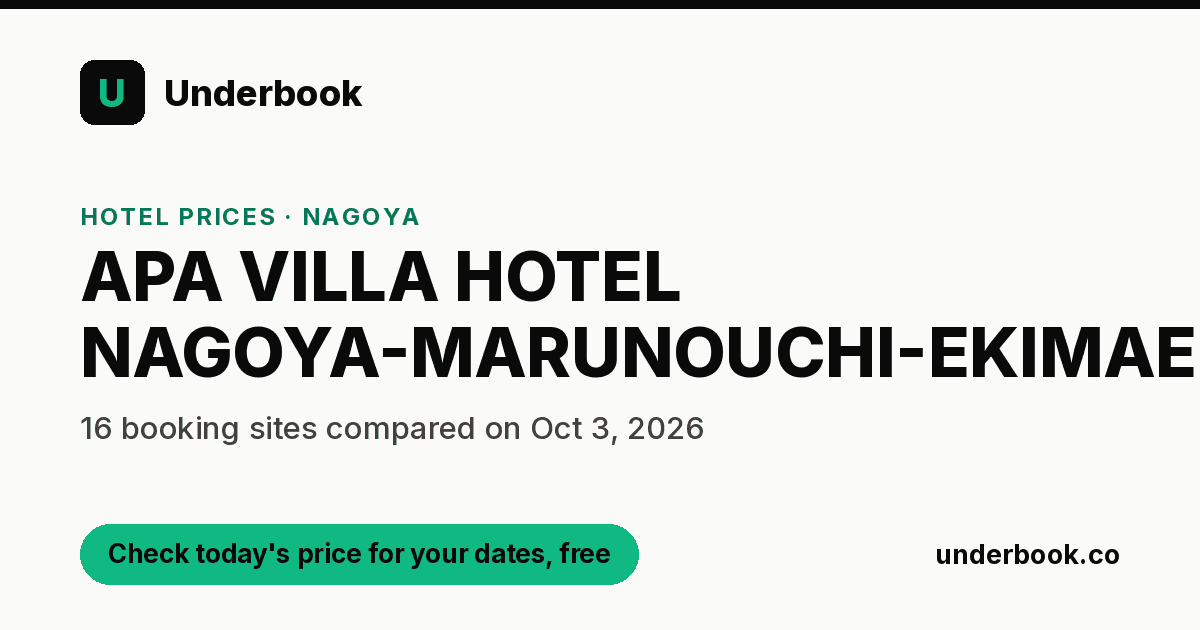 U Underbook
HOTEL PRICES · NAGOYA
APA VILLA HOTEL
NAGOYA-MARUNOUCHI-EKIMAE
16 booking sites compared on Oct 3, 2026
Check today's price for your dates, free
underbook.co